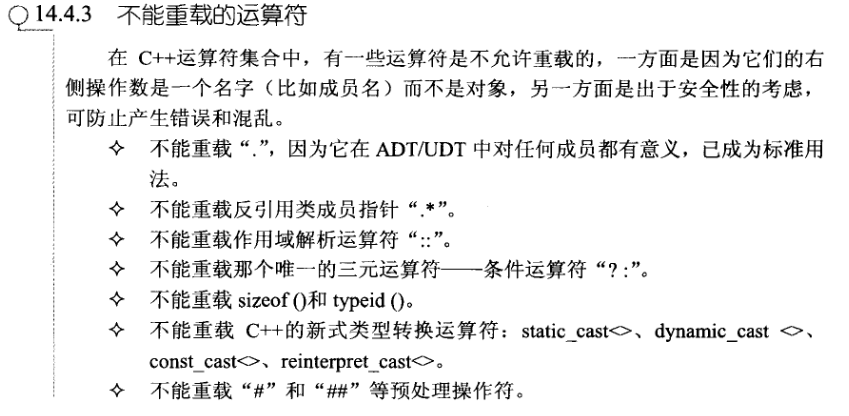 14.4.3 不能重载的运算符
在 C++运算符集合中，有一些运算符是不允许重载的，一方面是因为它们的右
侧操作数是一个名字（比如成员名）而不是对象，另一方面是出于安全性的考虑，
可防止产生错误和混乱。
✧ 不能重载“.”，因为它在 ADT/UDT 中对任何成员都有意义，已成为标准用
法。
✧ 不能重载反引用类成员指针“.*”。
✧ 不能重载作用域解析运算符“::”。
✧ 不能重载那个唯一的三元运算符——条件运算符“? :”。
✧ 不能重载 sizeof ()和 typeid ()。
✧ 不能重载 C++的新式类型转换运算符：static_cast<>、dynamic_cast <>、
const_cast<>、reinterpret_cast<>。
✧ 不能重载“#”和“##”等预处理操作符。